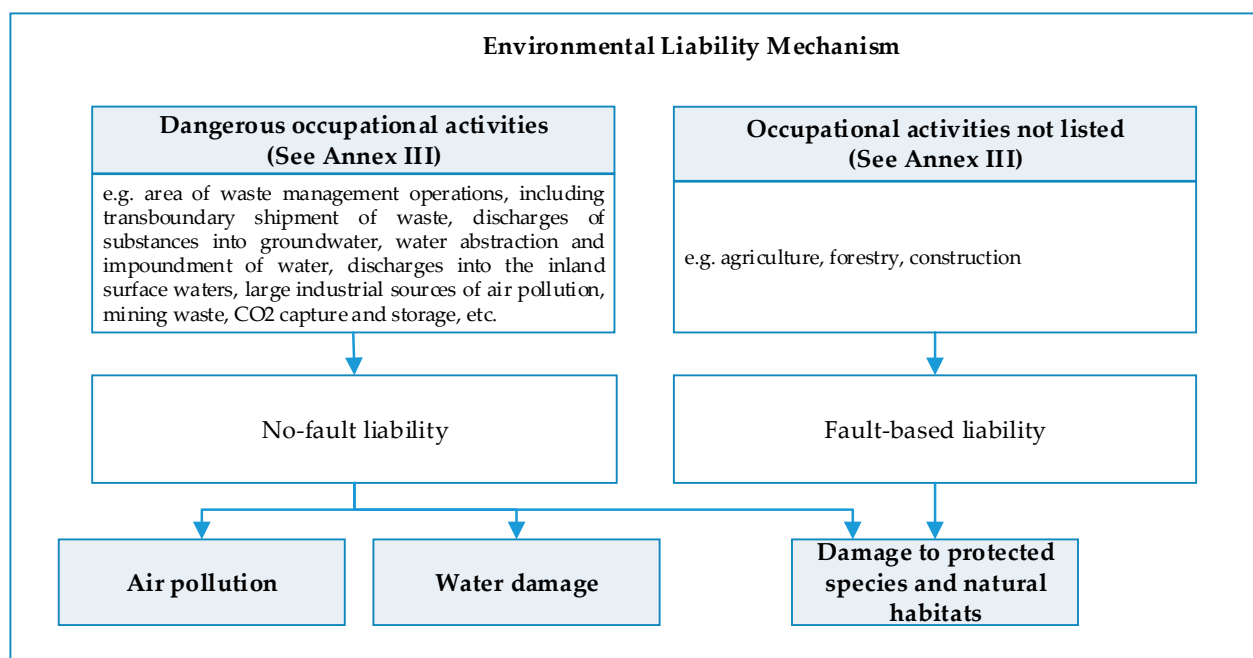 Environmental Liability Mechanism
Dangerous occupational activities
(See Annex III)
e.g. area of waste management operations, including
transboundary shipment of waste, discharges of
substances into groundwater, water abstraction and
impoundment of water, discharges into the inland
surface waters, large industrial sources of air pollution,
mining waste, CO2 capture and storage, etc.
Occupational activities not listed
(See Annex III)
e.g. agriculture, forestry, construction
No-fault liability
Fault-based liability
Air pollution
Water damage
Damage to protected
species and natural
habitats